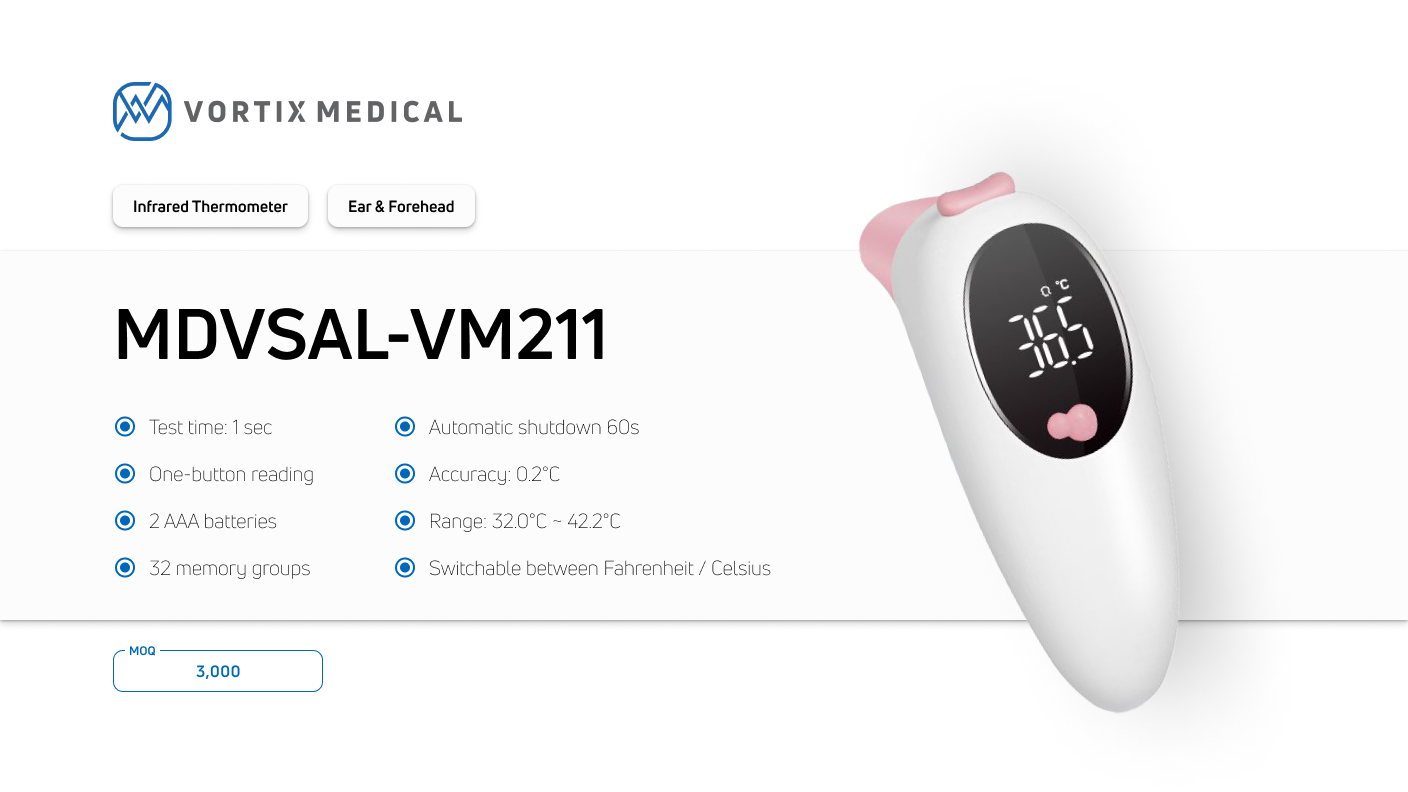 VORTIX MEDICAL
Infrared Thermometer
Ear & Forehead
MDVSAL-VM211
Test time: 1 sec
One-button reading
2 AAA batteries
32 memory groups
Automatic shutdown 60s
Accuracy: 0.2°C
Range: 32.0°C ~ 42.2°C
Switchable between Fahrenheit / Celsius
°C
36.5
MOQ
3,000